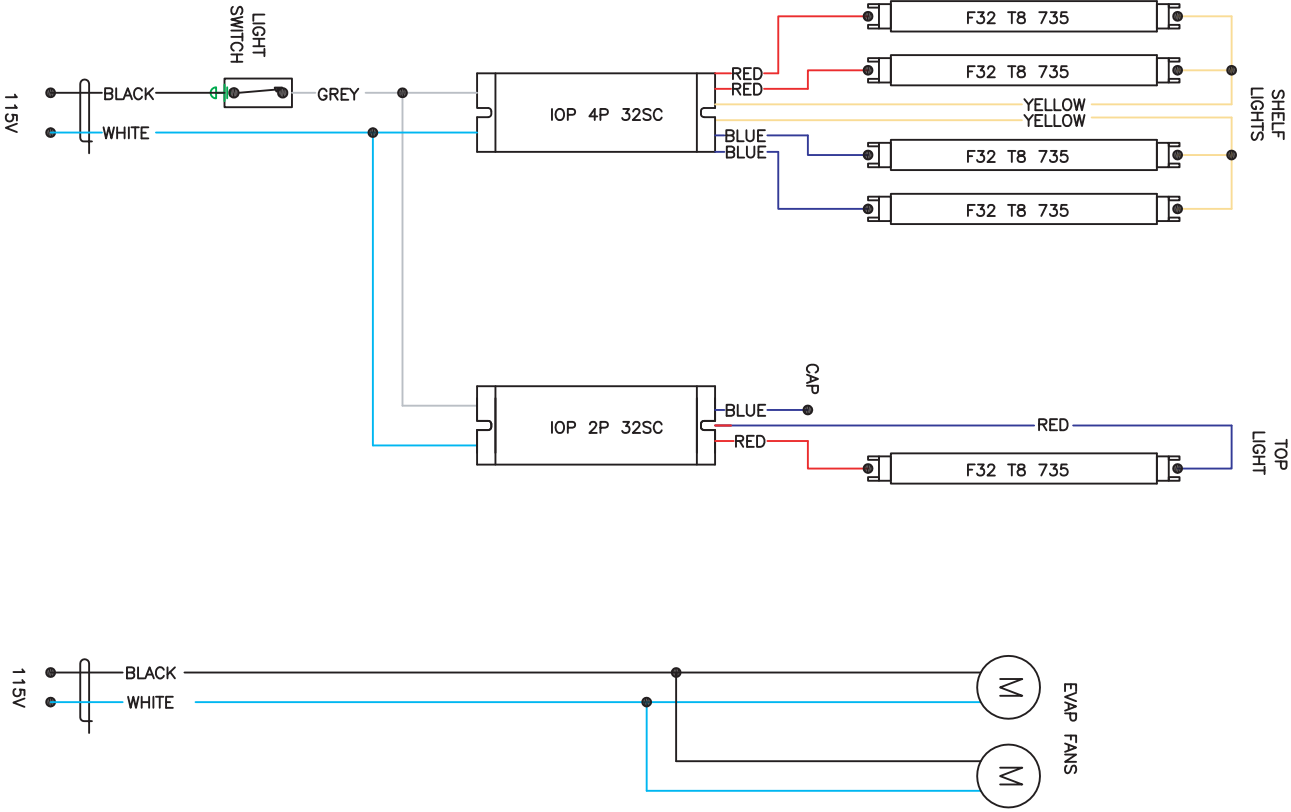 F32 T8 735
LIGHT
SWITCH
RED
F32 T8 735
RED
BLACK
GREY
IOP 4P 32SC
YELLOW
YELLOW
SHELF
LIGHTS
115V
WHITE
BLUE
BLUE
F32 T8 735
F32 T8 735
CAP
BLUE
IOP 2P 32SC
RED
RED
F32 T8 735
TOP
LIGHT
BLACK
115V
WHITE
M
EVAP FANS
M